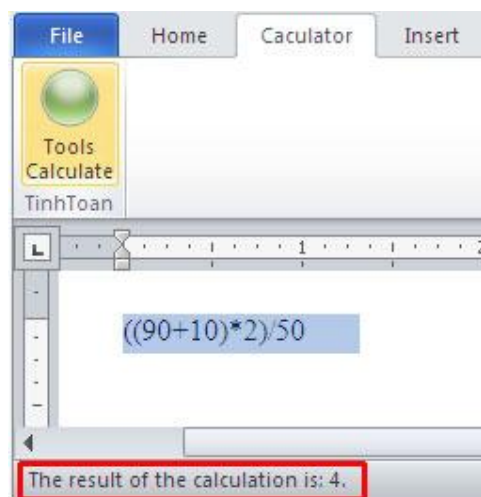 File Home Caculator Insert
Tools
Calculate
TinhToan
L 1 2
((90+10)*2)/50
The result of the calculation is: 4.